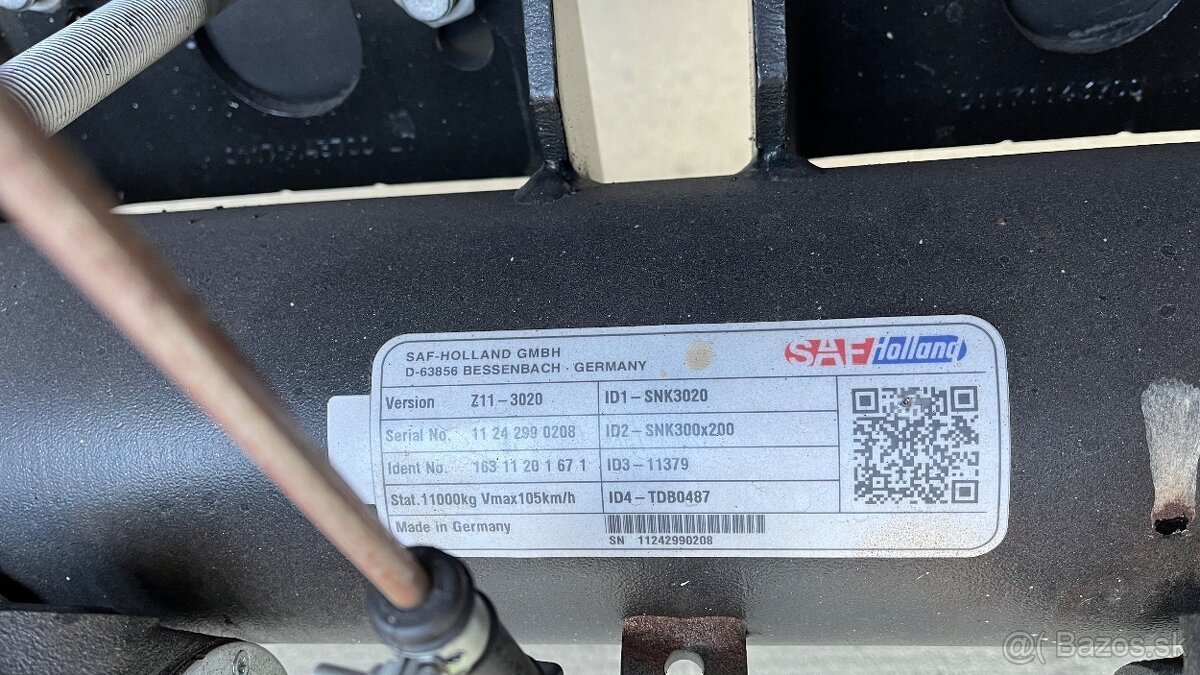 SAF-HOLLAND GMBH
D-63856 BESSENBACH · GERMANY
SAF Holland
Version Z11-3020
ID1-SNK3020
Serial No. 11 24 299 0208
ID2-SNK300x200
Ident No. 163 11 20 1 67 1
ID3-11379
Stat.11000kg Vmax105km/h
ID4-TDB0487
Made in Germany
SN 11242990208
@( Bazos.sk